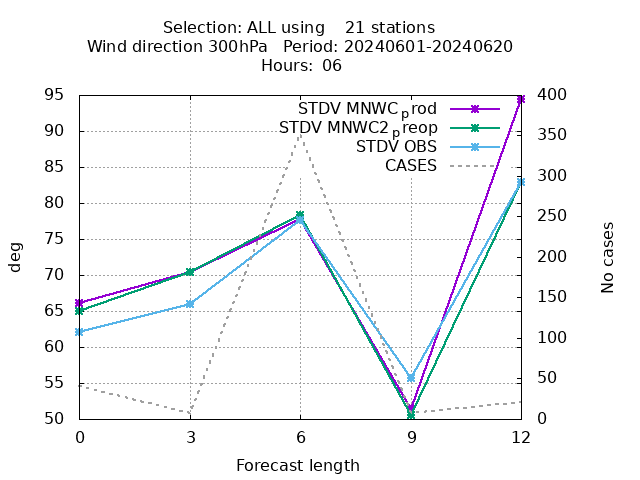 Selection: ALL using    21 stations
Wind direction 300hPa   Period: 20240601-20240620
Hours: 06
STDV MNWC_prod
STDV MNWC2_preop
STDV OBS
CASES
95
90
85
80
75
70
65
60
55
50
400
350
300
250
200
150
100
50
0
deg
No cases
0 3 6 9 12
Forecast length